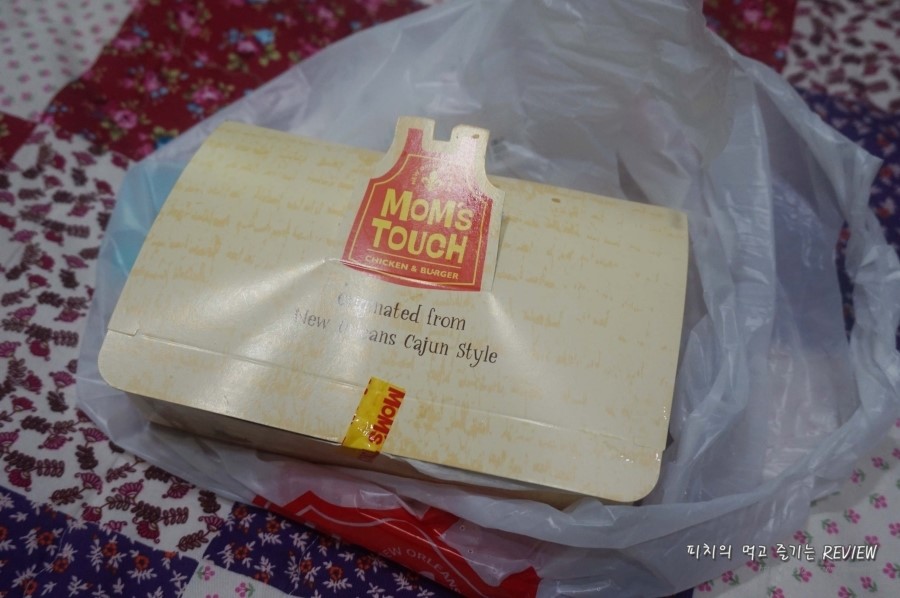 MOM'S
TOUCH
CHICKEN & BURGER
from
New Cajun Style
MOM'S
NEW ORLEANS
피치의 먹고 즐기는 REVIEW